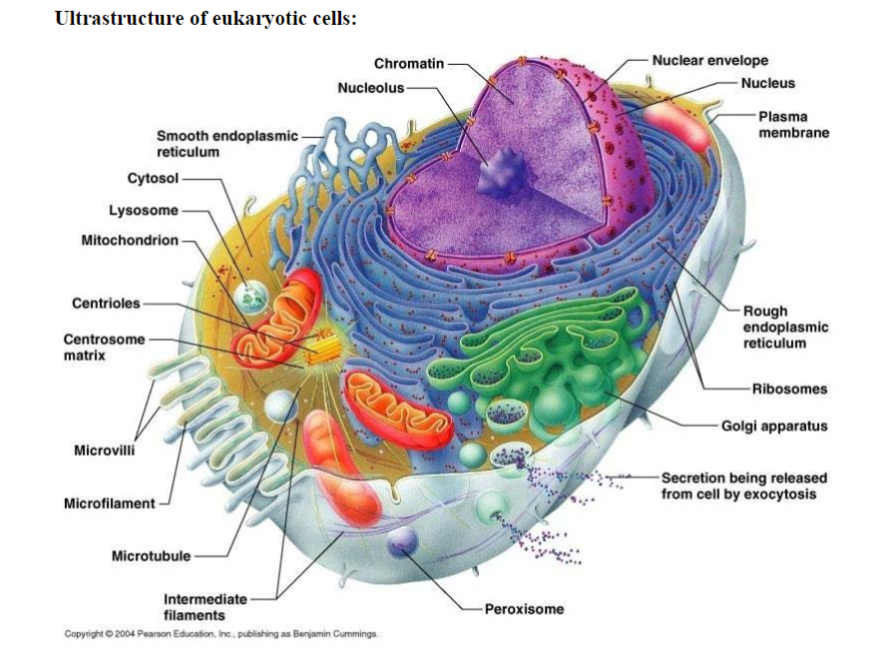 Ultrastructure of eukaryotic cells:
Chromatin
Nuclear envelope
Nucleolus
Nucleus
Plasma
membrane
Smooth endoplasmic
reticulum
Cytosol
Lysosome
Mitochondrion
Centrioles
Centrosome
matrix
Rough
endoplasmic
reticulum
Ribosomes
Golgi apparatus
Microvilli
Secretion being released
from cell by exocytosis
Microfilament
Microtubule
Intermediate
filaments
Peroxisome
Copyright © 2004 Pearson Education, Inc., publishing as Benjamin Cummings.